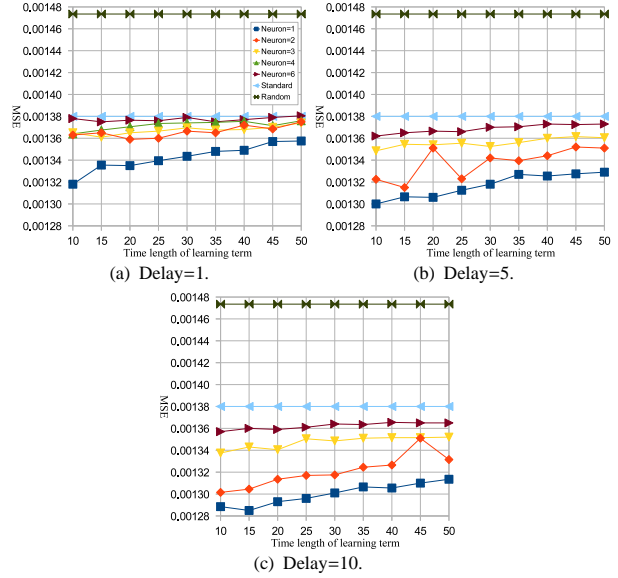 0.00148
0.00146
0.00144
0.00142
0.00140
0.00138
0.00136
0.00134
0.00132
0.00130
0.00128
MSE
Neuron=1
Neuron=2
Neuron=3
Neuron=4
Neuron=6
Standard
Random
10 15 20 25 30 35 40 45 50
Time length of learning term
(a) Delay=1.
0.00148
0.00146
0.00144
0.00142
0.00140
0.00138
0.00136
0.00134
0.00132
0.00130
0.00128
MSE
10 15 20 25 30 35 40 45 50
Time length of learning term
(b) Delay=5.
0.00148
0.00146
0.00144
0.00142
0.00140
0.00138
0.00136
0.00134
0.00132
0.00130
0.00128
MSE
10 15 20 25 30 35 40 45 50
Time length of learning term
(c) Delay=10.